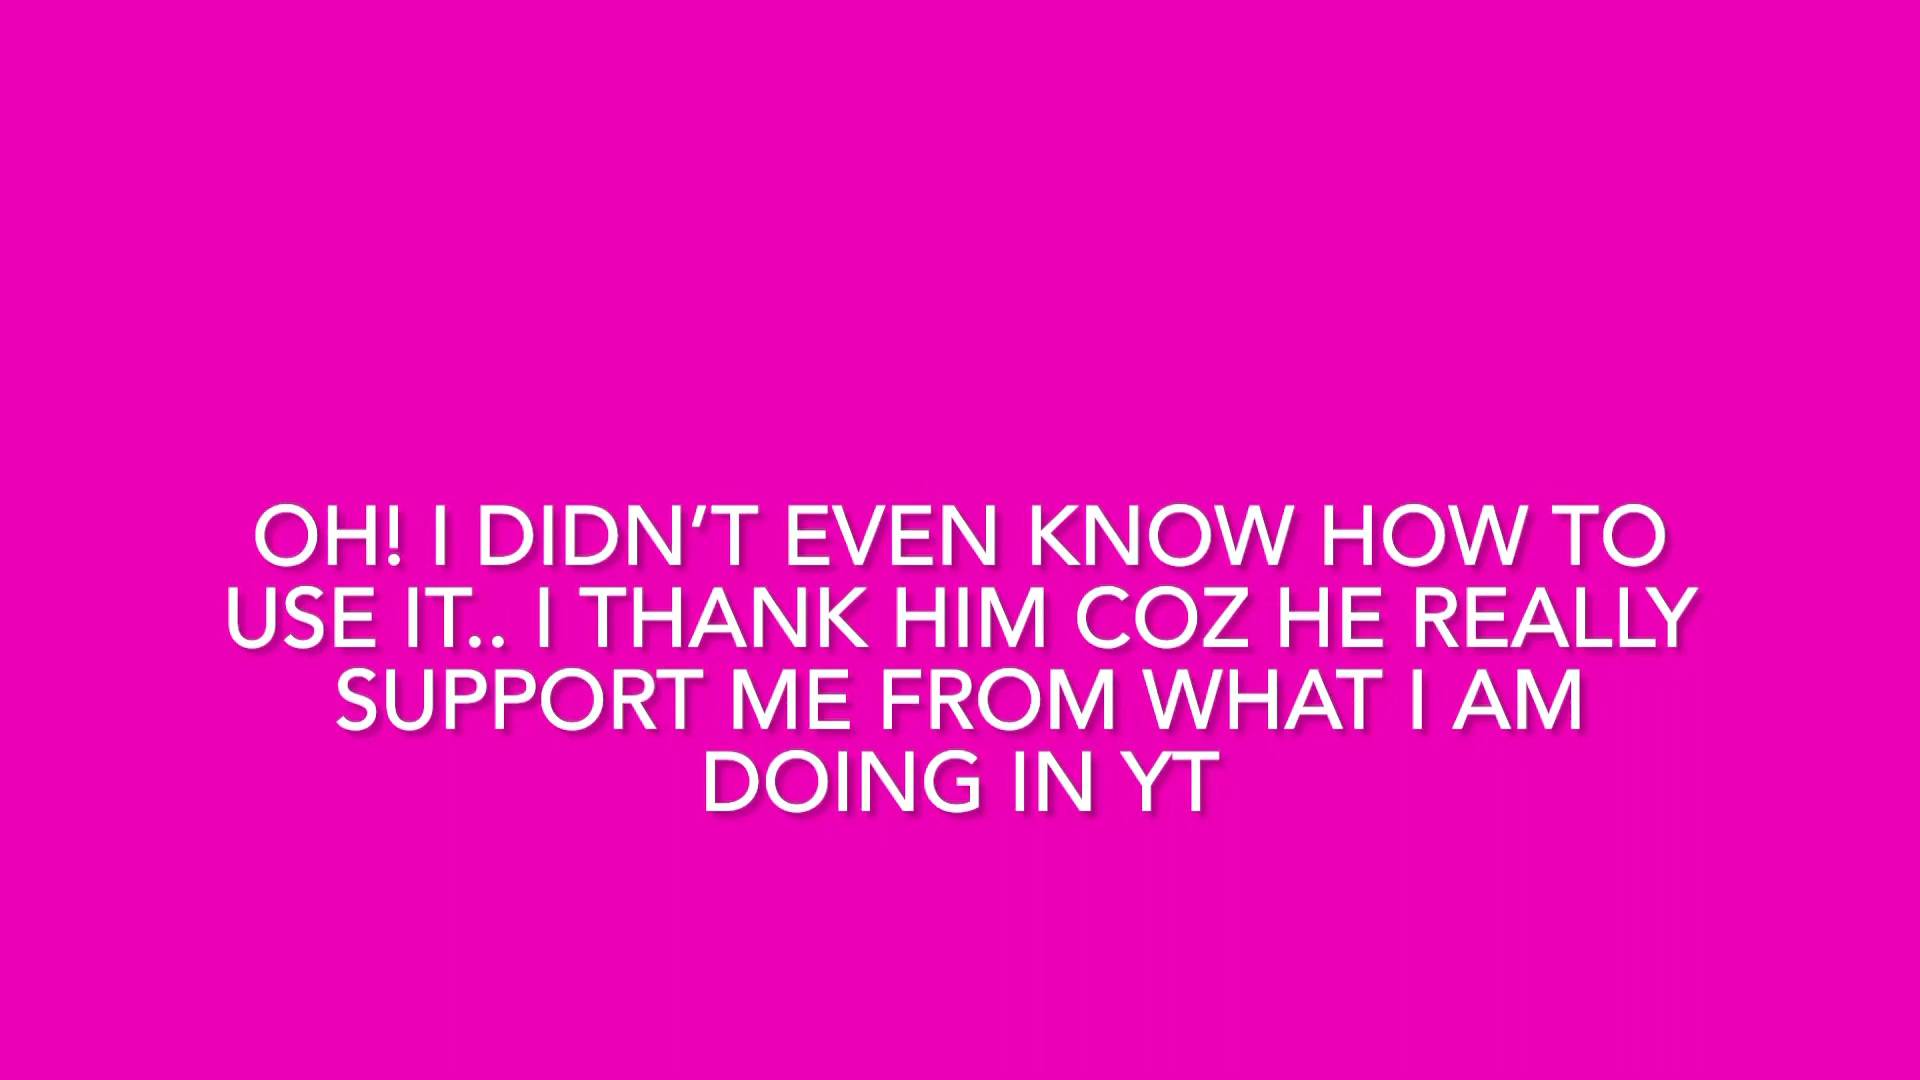 OH! I DIDN’T EVEN KNOW HOW TO
USE IT.. I THANK HIM COZ HE REALLY
SUPPORT ME FROM WHAT I AM
DOING IN YT